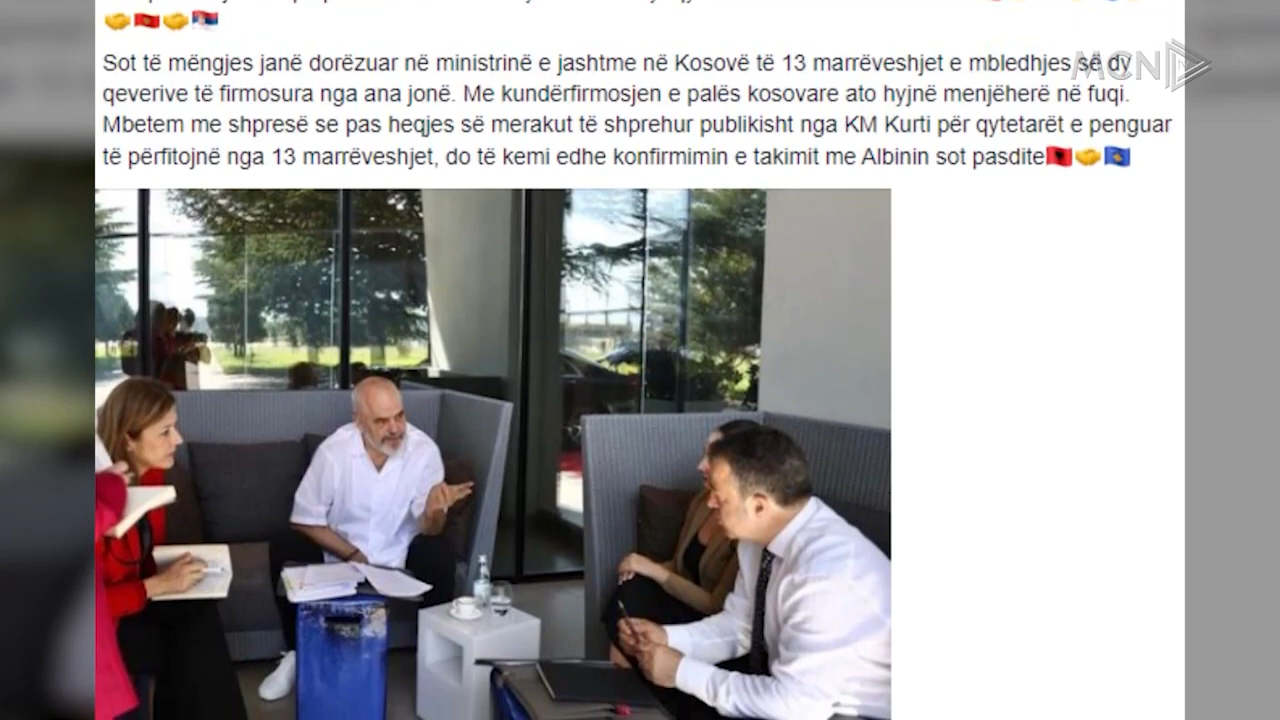 Sot të mëngjes janë dorëzuar në ministrinë e jashtme në Kosovë të 13 marrëveshjet e mbledhjes së dy
MCN TV
qeverive të firmosura nga ana jonë. Me kundërfirmosjen e palës kosovare ato hyjnë menjëherë në fuqi.
Mbetem me shpresë se pas heqjes së merakut të shprehur publikisht nga KM Kurti për qytetarët e penguar
të përfitojnë nga 13 marrëveshjet, do të kemi edhe konfirmimin e takimit me Albinin sot pasdite🇦🇱🤝🇽🇰